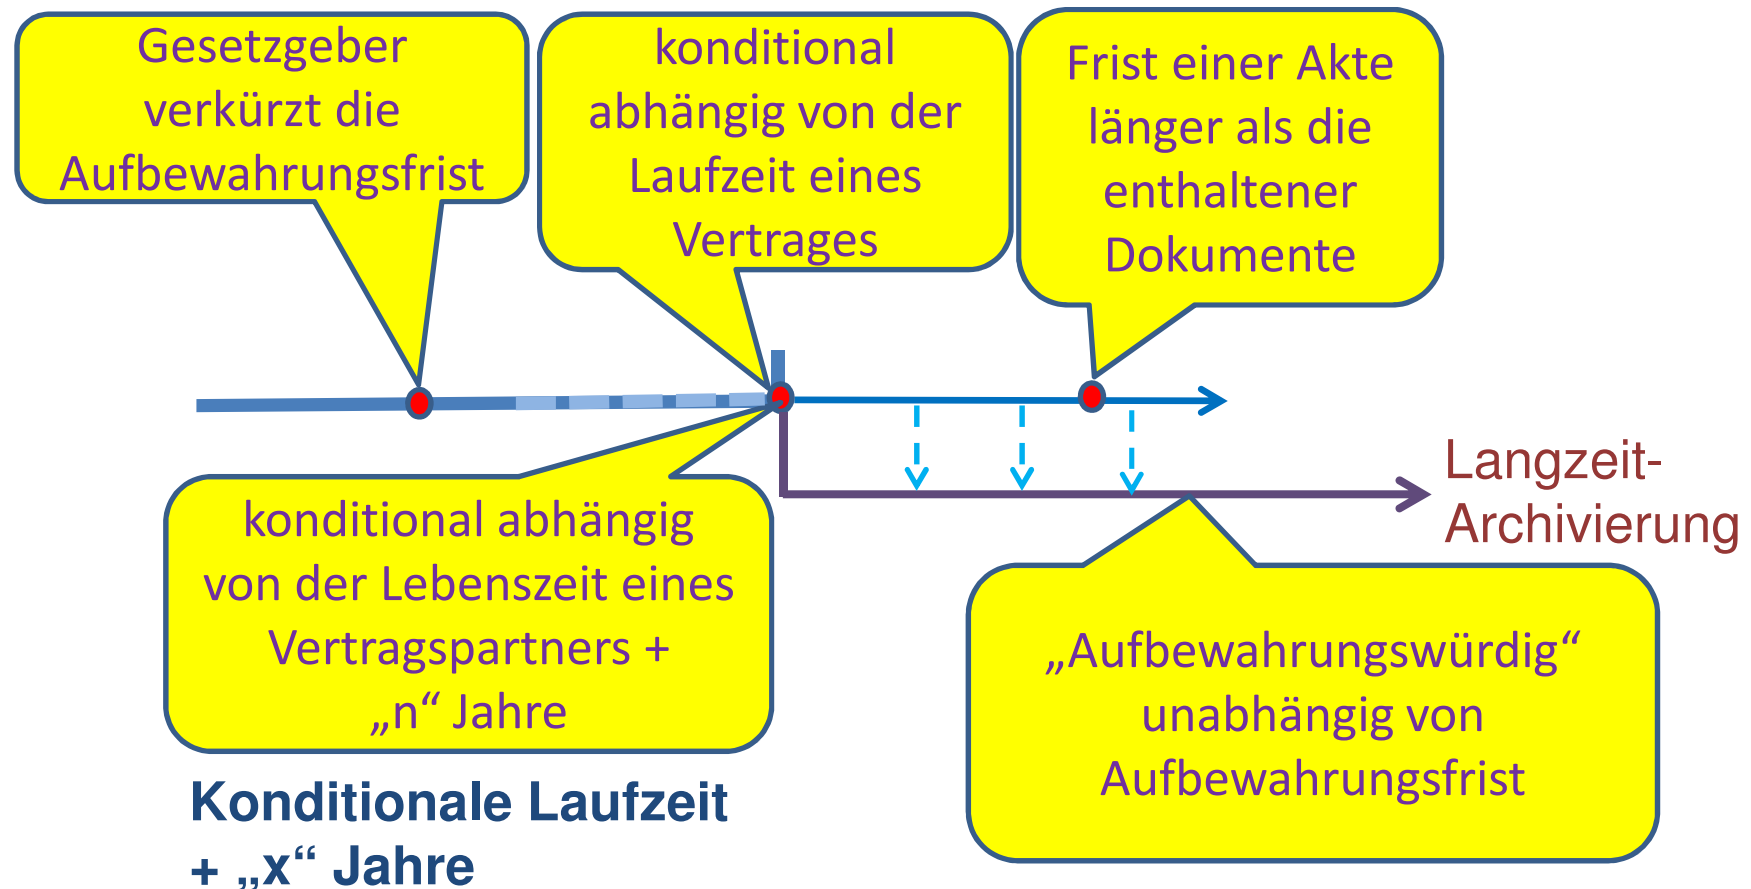 Gesetzgeber
verkürzt die
Aufbewahrungsfrist
konditional
abhängig von der
Laufzeit eines
Vertrages
Frist einer Akte
länger als die
enthaltener
Dokumente
Langzeit-
Archivierung
konditional abhängig
von der Lebenszeit eines
Vertragspartners +
„n“ Jahre
„Aufbewahrungswürdig“
unabhängig von
Aufbewahrungsfrist
Konditionale Laufzeit
+ „x“ Jahre